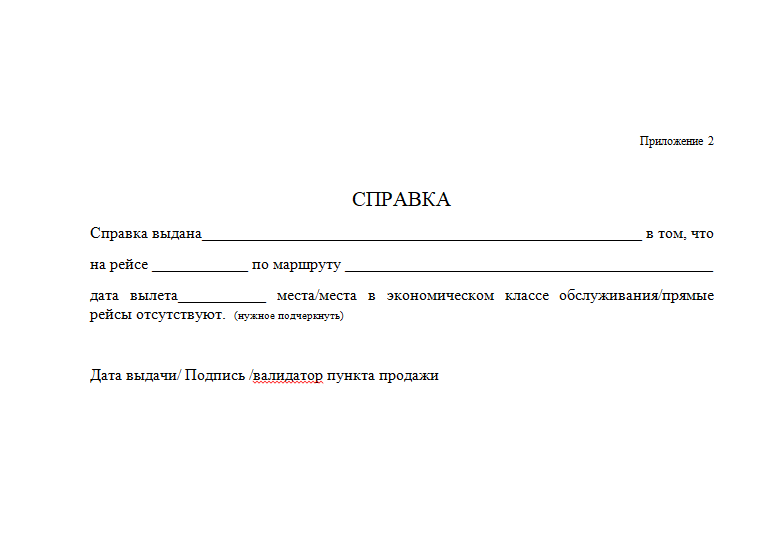 Приложение 2
СПРАВКА
Справка выдана________________________________________________________ в том, что
на рейсе ____________ по маршруту _______________________________________________
дата вылета___________ места/места в экономическом классе обслуживания/прямые
рейсы отсутствуют. (нужное подчеркнуть)
Дата выдачи/ Подпись /валидатор пункта продажи